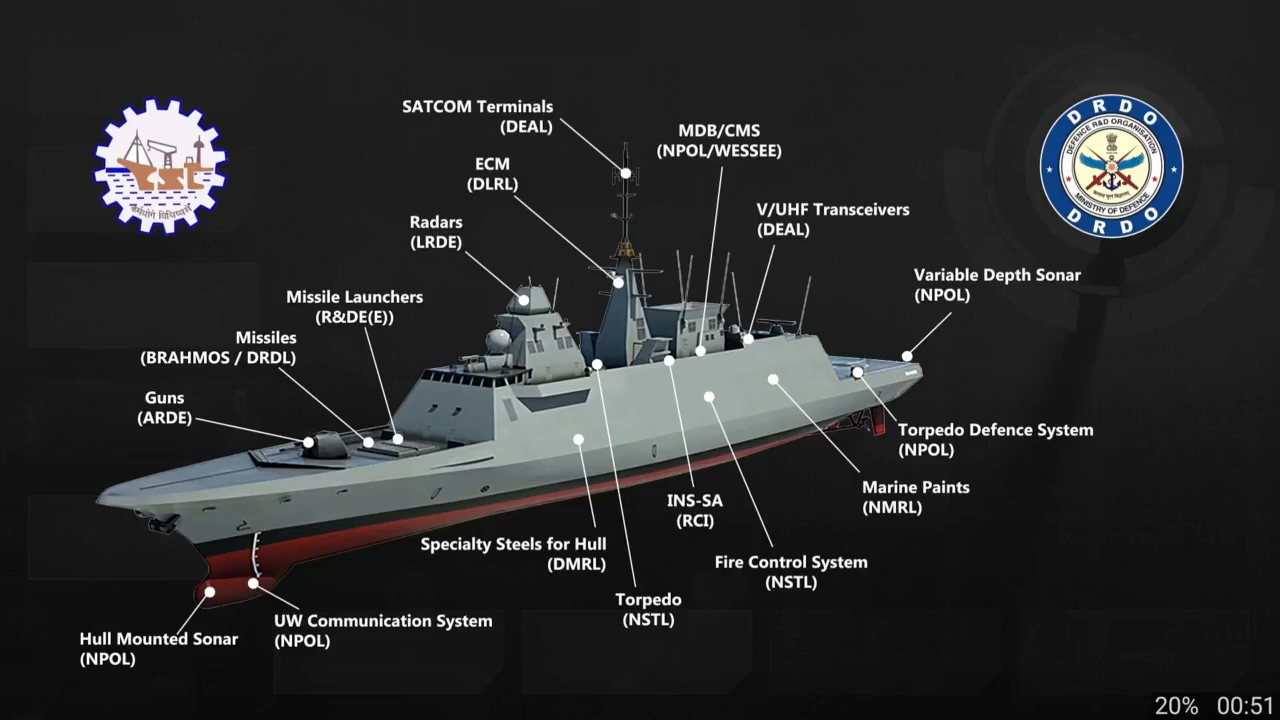 SATCOM Terminals
(DEAL)
MDB/CMS
(NPOL/WESSEE)
ECM
(DLRL)
V/UHF Transceivers
(DEAL)
Radars
(LRDE)
Variable Depth Sonar
(NPOL)
Missile Launchers
(R&DE(E))
Missiles
(BRAHMOS / DRDL)
Guns
(ARDE)
Torpedo Defence System
(NPOL)
Marine Paints
(NMRL)
INS-SA
(RCI)
Specialty Steels for Hull
(DMRL)
Fire Control System
(NSTL)
Torpedo
(NSTL)
UW Communication System
(NPOL)
Hull Mounted Sonar
(NPOL)
DRDO
DEFENCE R&D ORGANISATION
MINISTRY OF DEFENCE
DRDO
20% 00:51